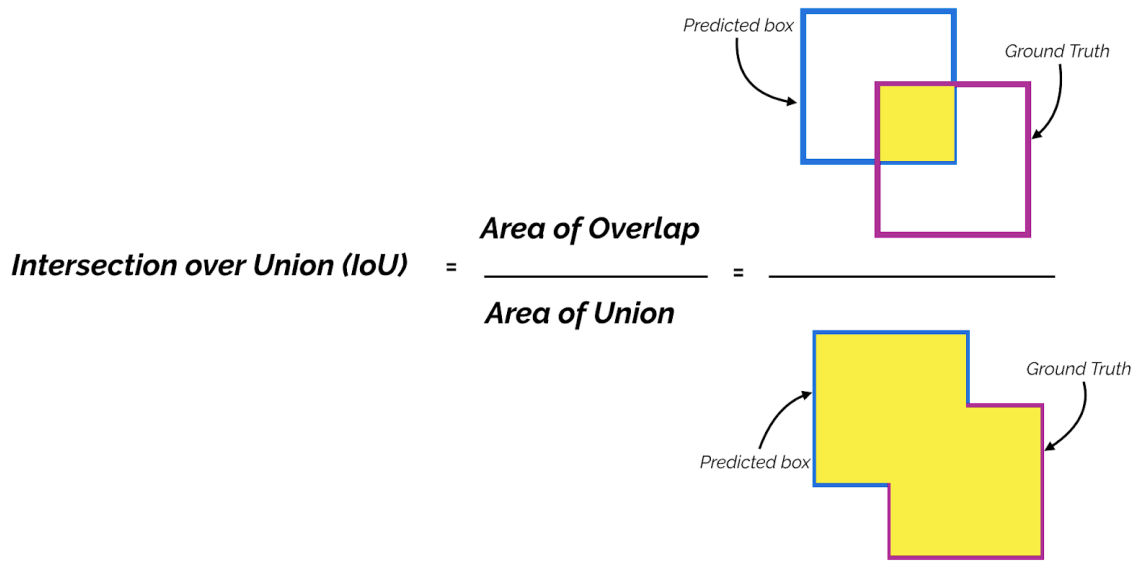 Predicted box
Ground Truth
Intersection over Union (IoU) = Area of Overlap =
Area of Union
Ground Truth
Predicted box